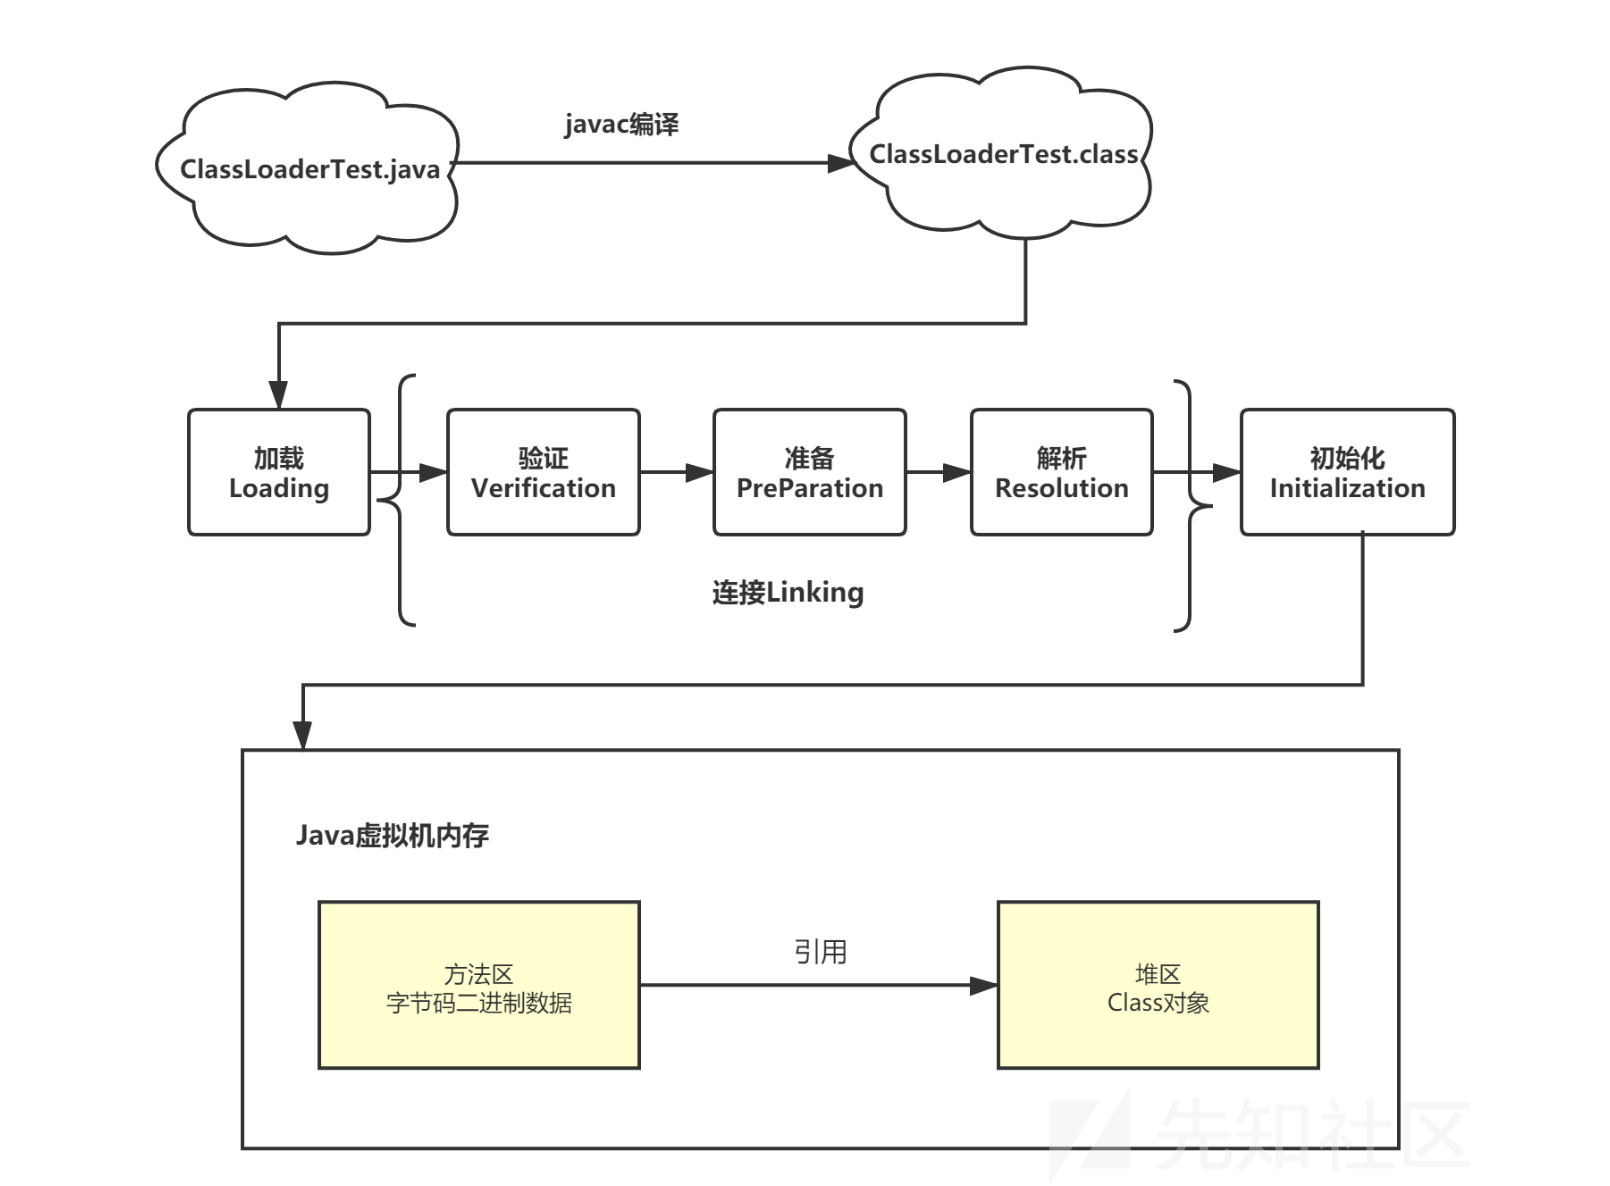 javac编译
ClassLoaderTest.java
ClassLoaderTest.class
加载
Loading
验证
Verification
准备
PreParation
解析
Resolution
初始化
Initialization
连接Linking
Java虚拟机内存
方法区
字节码二进制数据
引用
堆区
Class对象
先知社区